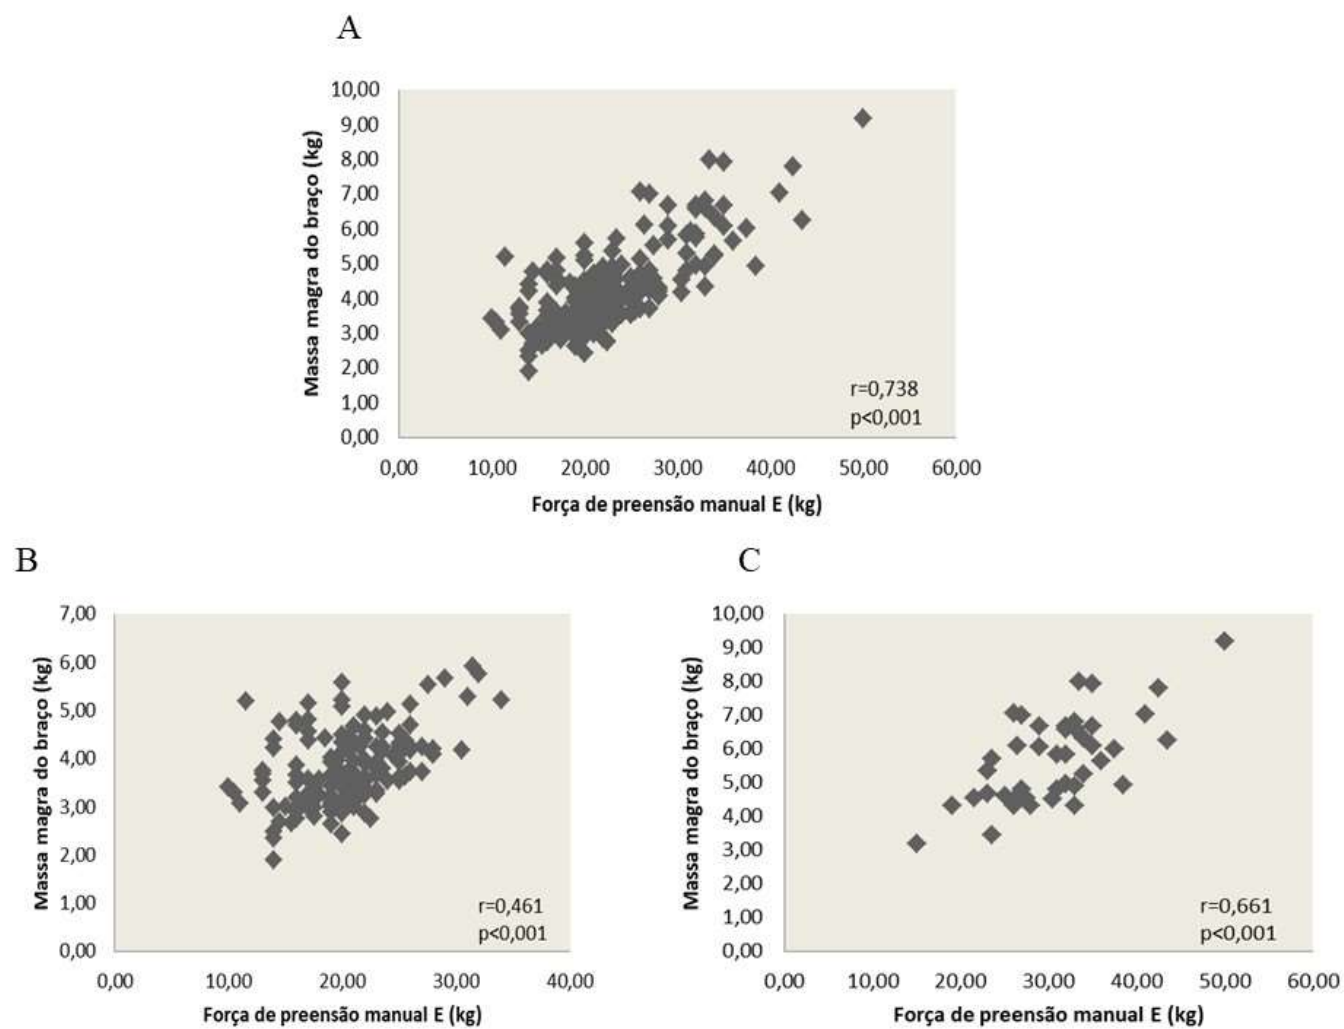 A
10,00
9,00
8,00
7,00
6,00
5,00
4,00
3,00
2,00
1,00
0,00
Massa magra do braço (kg)
r=0,738
p<0,001
0,00 10,00 20,00 30,00 40,00 50,00 60,00
Força de preensão manual E (kg)
B
7,00
6,00
5,00
4,00
3,00
2,00
1,00
0,00
Massa magra do braço (kg)
r=0,461
p<0,001
0,00 10,00 20,00 30,00 40,00
Força de preensão manual E (kg)
C
10,00
9,00
8,00
7,00
6,00
5,00
4,00
3,00
2,00
1,00
0,00
Massa magra do braço (kg)
r=0,661
p<0,001
0,00 10,00 20,00 30,00 40,00 50,00 60,00
Força de preensão manual E (kg)